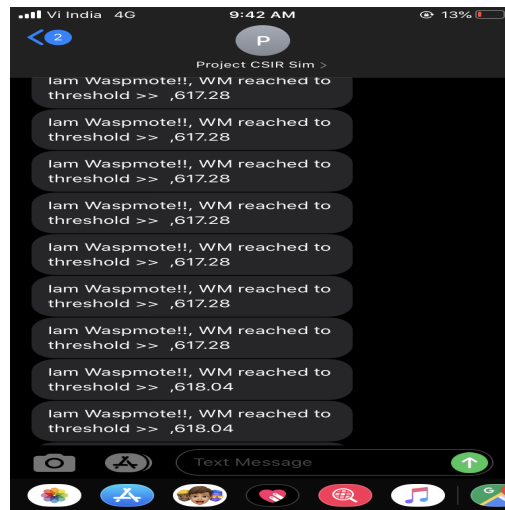 Vi India 4G 9:42 AM 13%
2
P
Project CSIR Sim >
Iam Waspmote!!, WM reached to
threshold >> ,617.28
Iam Waspmote!!, WM reached to
threshold >> ,617.28
Iam Waspmote!!, WM reached to
threshold >> ,617.28
Iam Waspmote!!, WM reached to
threshold >> ,617.28
Iam Waspmote!!, WM reached to
threshold >> ,617.28
Iam Waspmote!!, WM reached to
threshold >> ,617.28
Iam Waspmote!!, WM reached to
threshold >> ,617.28
Iam Waspmote!!, WM reached to
threshold >> ,618.04
Iam Waspmote!!, WM reached to
threshold >> ,618.04
Text Message
G